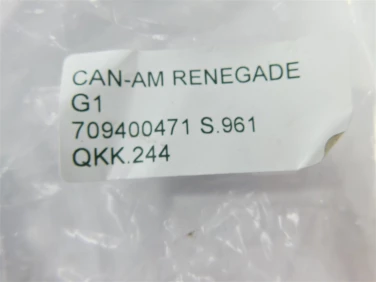 CAN-AM RENEGADE
G1
709400471 S.961
QKK.244